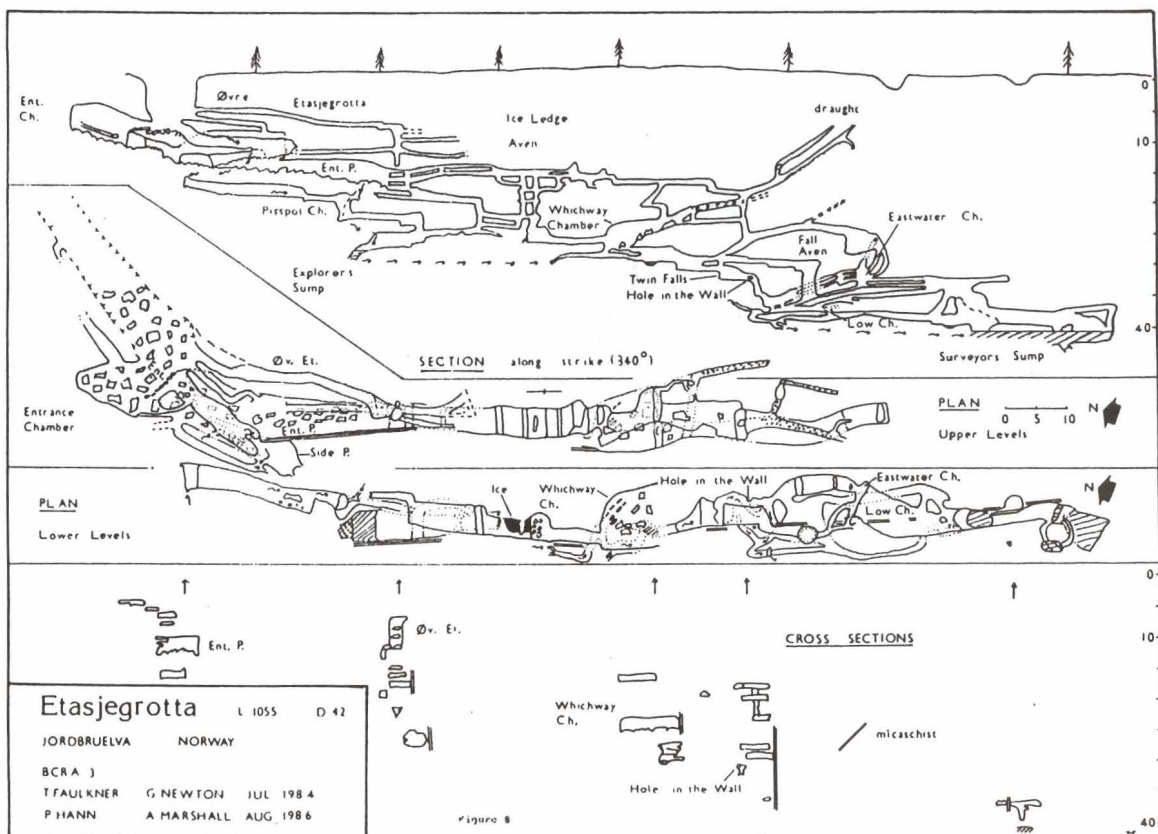 Ent.
Ch.
Øvre
Etasjegrotta
Ice Ledge
Aven
draught
0
10
Ent. P.
Pisspot Ch.
Whichway
Chamber
Eastwater Ch.
Fall
Aven
Explorers
Sump
Twin Falls
Hole in the Wall
Low Ch.
40
Surveyors Sump
SECTION along strike (340°)
Øv. Et.
Entrance
Chamber
Ent. P.
Side P.
PLAN
0 5 10 N
Upper Levels
PLAN
Lower Levels
Ice
Whichway
Ch.
Hole in the Wall
Eastwater Ch.
Low Ch.
N
0
10
40
Ent. P.
Øv. Et.
CROSS SECTIONS
Whichway
Ch.
Hole in the Wall
micaschist
Etasjegrotta L 1055 D 42
JORDBRUELVA NORWAY
BCRA 3
T FAULKNER G NEWTON JUL 1984
P HANN A MARSHALL AUG 1986
Figure 8